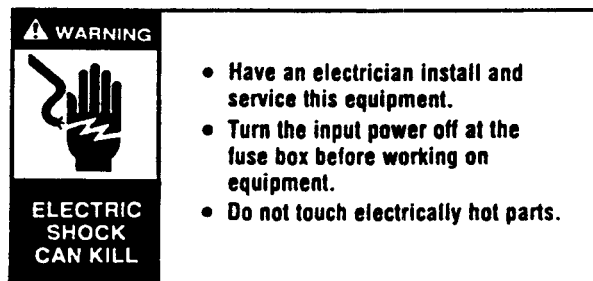 WARNING
ELECTRIC
SHOCK
CAN KILL
● Have an electrician install and
service this equipment.
● Turn the input power off at the
fuse box before working on
equipment.
● Do not touch electrically hot parts.